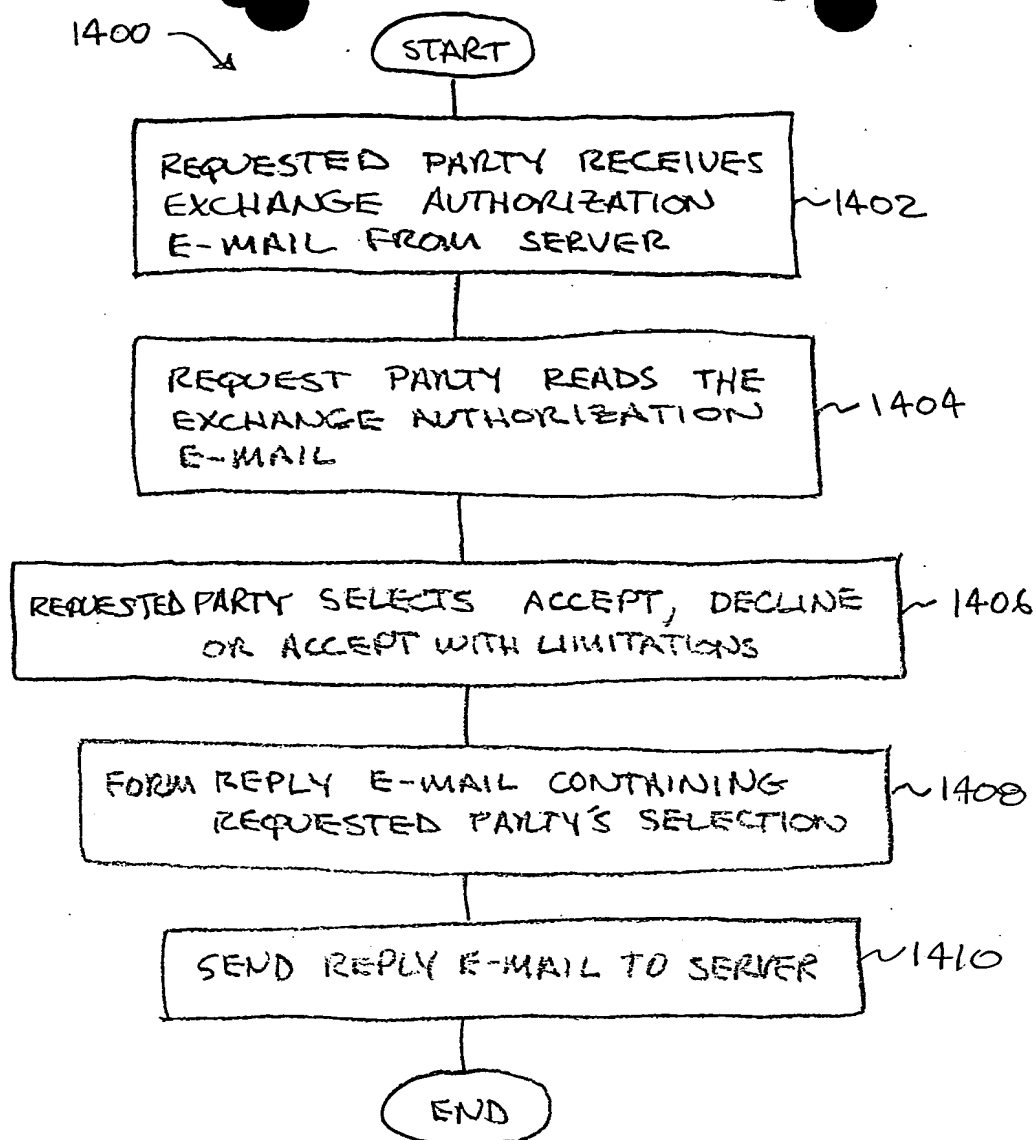 1400
START
REQUESTED PARTY RECEIVES
EXCHANGE AUTHORIZATION
E-MAIL FROM SERVER
1402
REQUEST PARTY READS THE
EXCHANGE AUTHORIZATION
E-MAIL
1404
REQUESTED PARTY SELECTS ACCEPT, DECLINE
OR ACCEPT WITH LIMITATIONS
1406
FORM REPLY E-MAIL CONTAINING
REQUESTED PARTY'S SELECTION
1408
SEND REPLY E-MAIL TO SERVER
1410
END